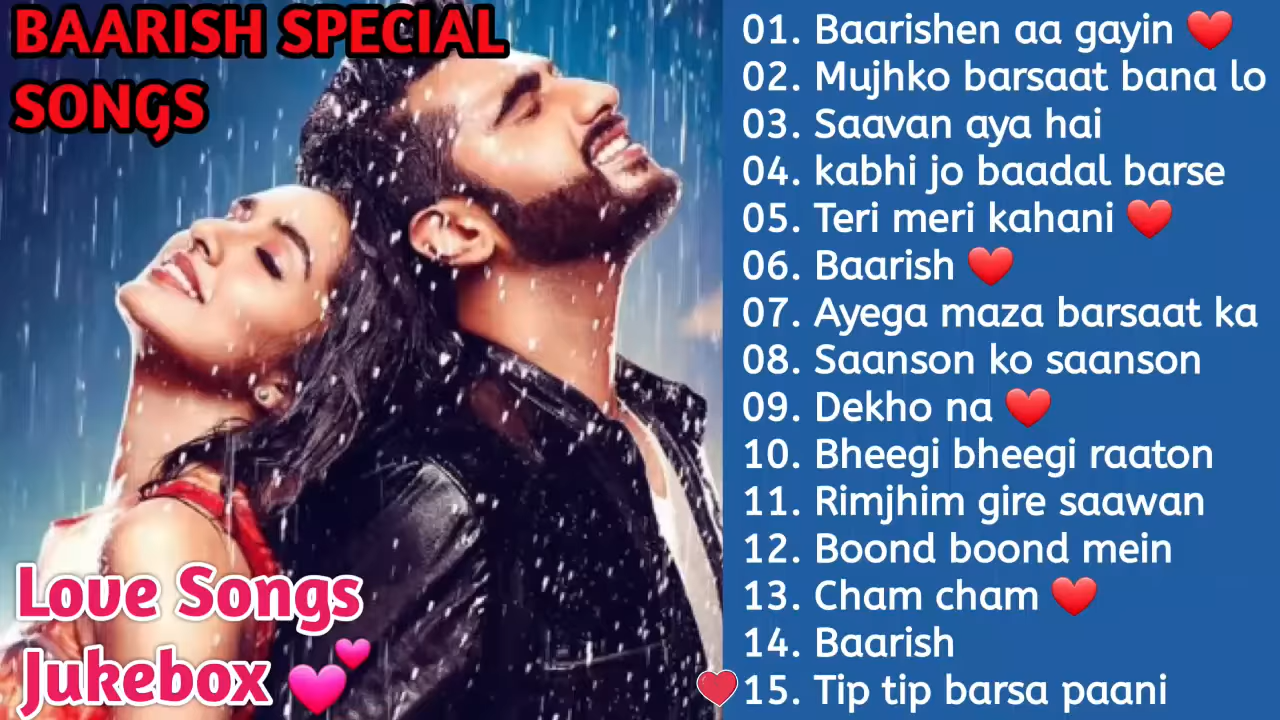 BAARISH SPECIAL
SONGS
Love Songs
Jukebox 💕
01. Baarishen aa gayin ❤️
02. Mujhko barsaat bana lo
03. Saavan aya hai
04. kabhi jo baadal barse
05. Teri meri kahani ❤️
06. Baarish ❤️
07. Ayega maza barsaat ka
08. Saanson ko saanson
09. Dekho na ❤️
10. Bheegi bheegi raaton
11. Rimjhim gire saawan
12. Boond boond mein
13. Cham cham ❤️
14. Baarish
❤️ 15. Tip tip barsa paani